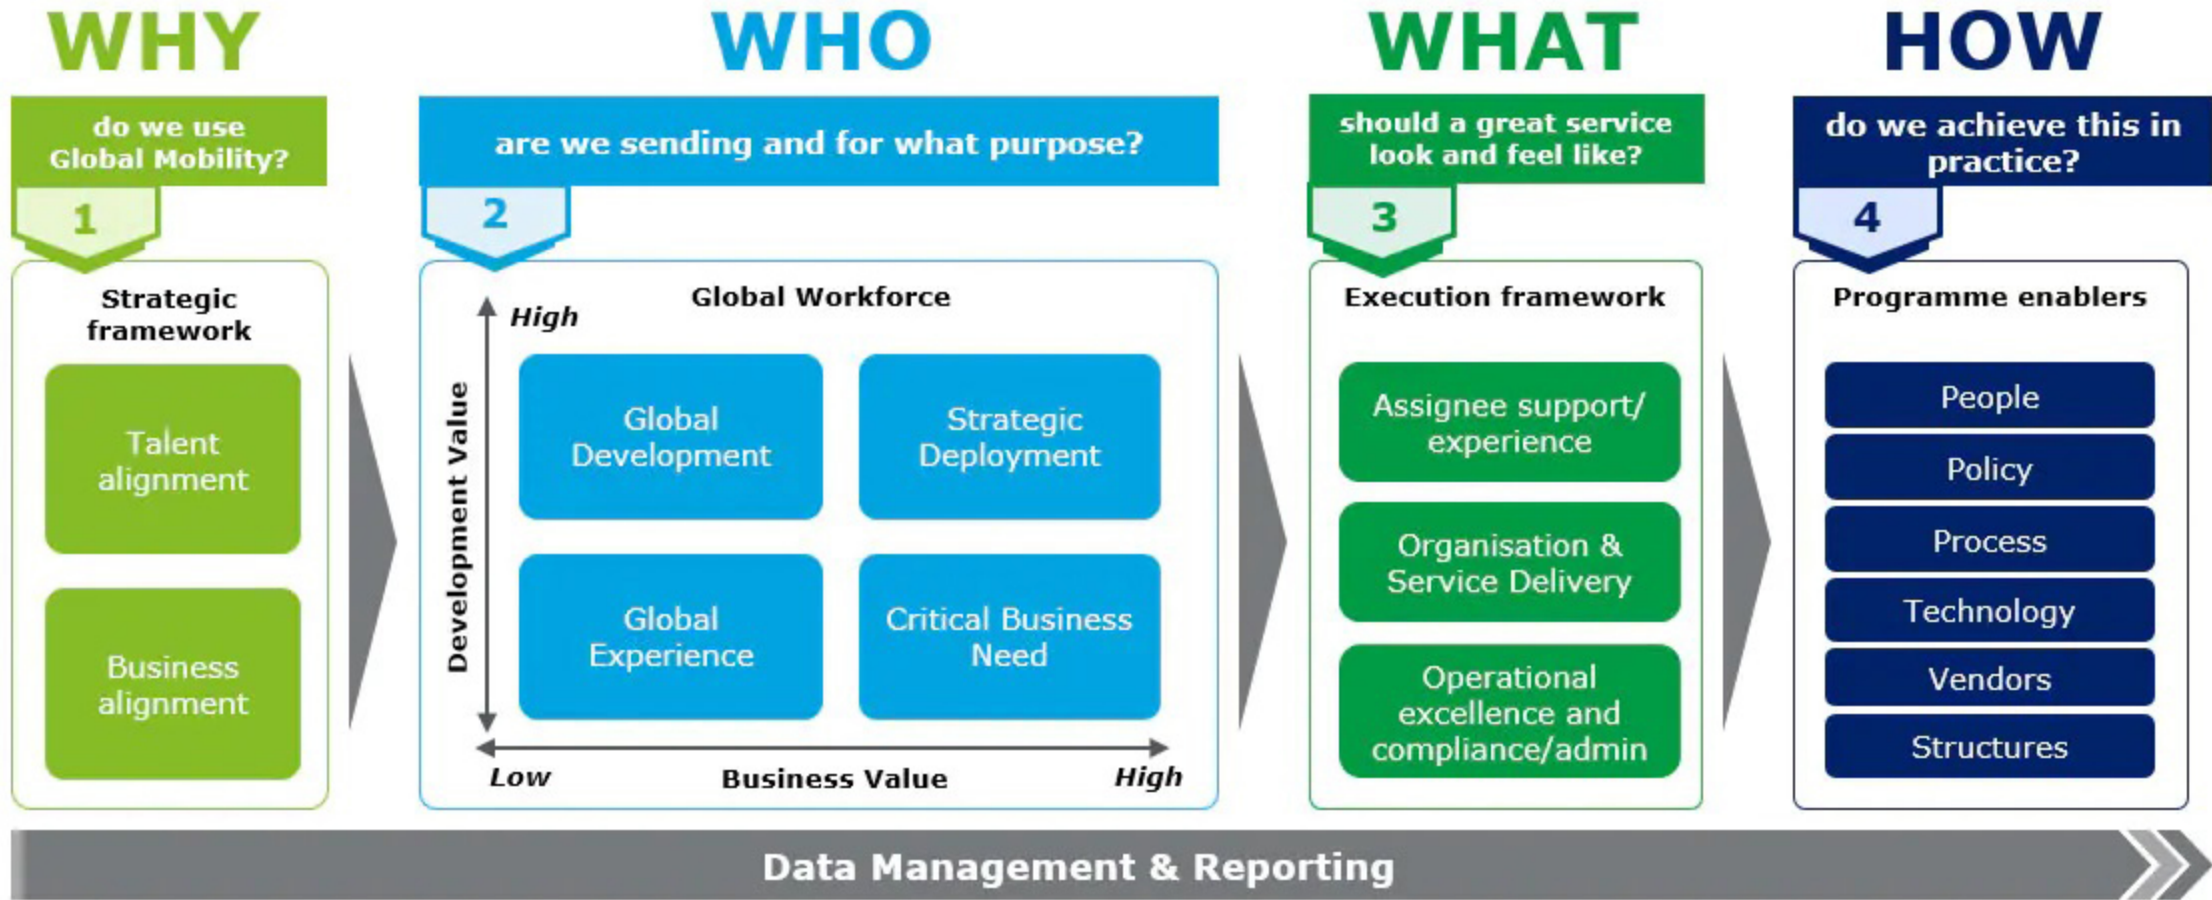 WHY
do we use
Global Mobility?
1
Strategic
framework
Talent
alignment
Business
alignment
WHO
are we sending and for what purpose?
2
Global Workforce
High
Development Value
Global
Development
Strategic
Deployment
Global
Experience
Critical Business
Need
Low
Business Value
High
WHAT
should a great service
look and feel like?
3
Execution framework
Assignee support/
experience
Organisation &
Service Delivery
Operational
excellence and
compliance/admin
HOW
do we achieve this in
practice?
4
Programme enablers
People
Policy
Process
Technology
Vendors
Structures
Data Management & Reporting